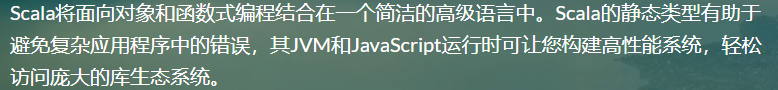 Scala将面向对象和函数式编程结合在一个简洁的高级语言中。Scala的静态类型有助于
避免复杂应用程序中的错误，其JVM和JavaScript运行时可让您构建高性能系统，轻松
访问庞大的库生态系统。